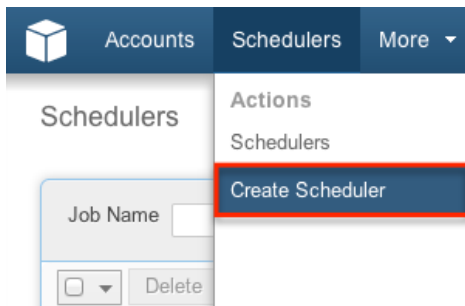 Accounts Schedulers More
Schedulers
Actions
Schedulers
Create Scheduler
Job Name
Delete